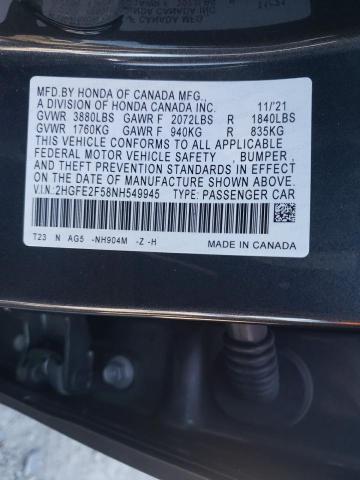 MFD.BY HONDA OF CANADA MFG.,
A DIVISION OF HONDA CANADA INC. 11/'21
GVWR 3880LBS GAWR F 2072LBS R 1840LBS
GVWR 1760KG GAWR F 940KG R 835KG
THIS VEHICLE CONFORMS TO ALL APPLICABLE
FEDERAL MOTOR VEHICLE SAFETY , BUMPER ,
AND THEFT PREVENTION STANDARDS IN EFFECT ON
THE DATE OF MANUFACTURE SHOWN ABOVE.
V.I.N:2HGFE2F58NH549945 TYPE: PASSENGER CAR
T23 N AG5 -NH904M -Z -H MADE IN CANADA